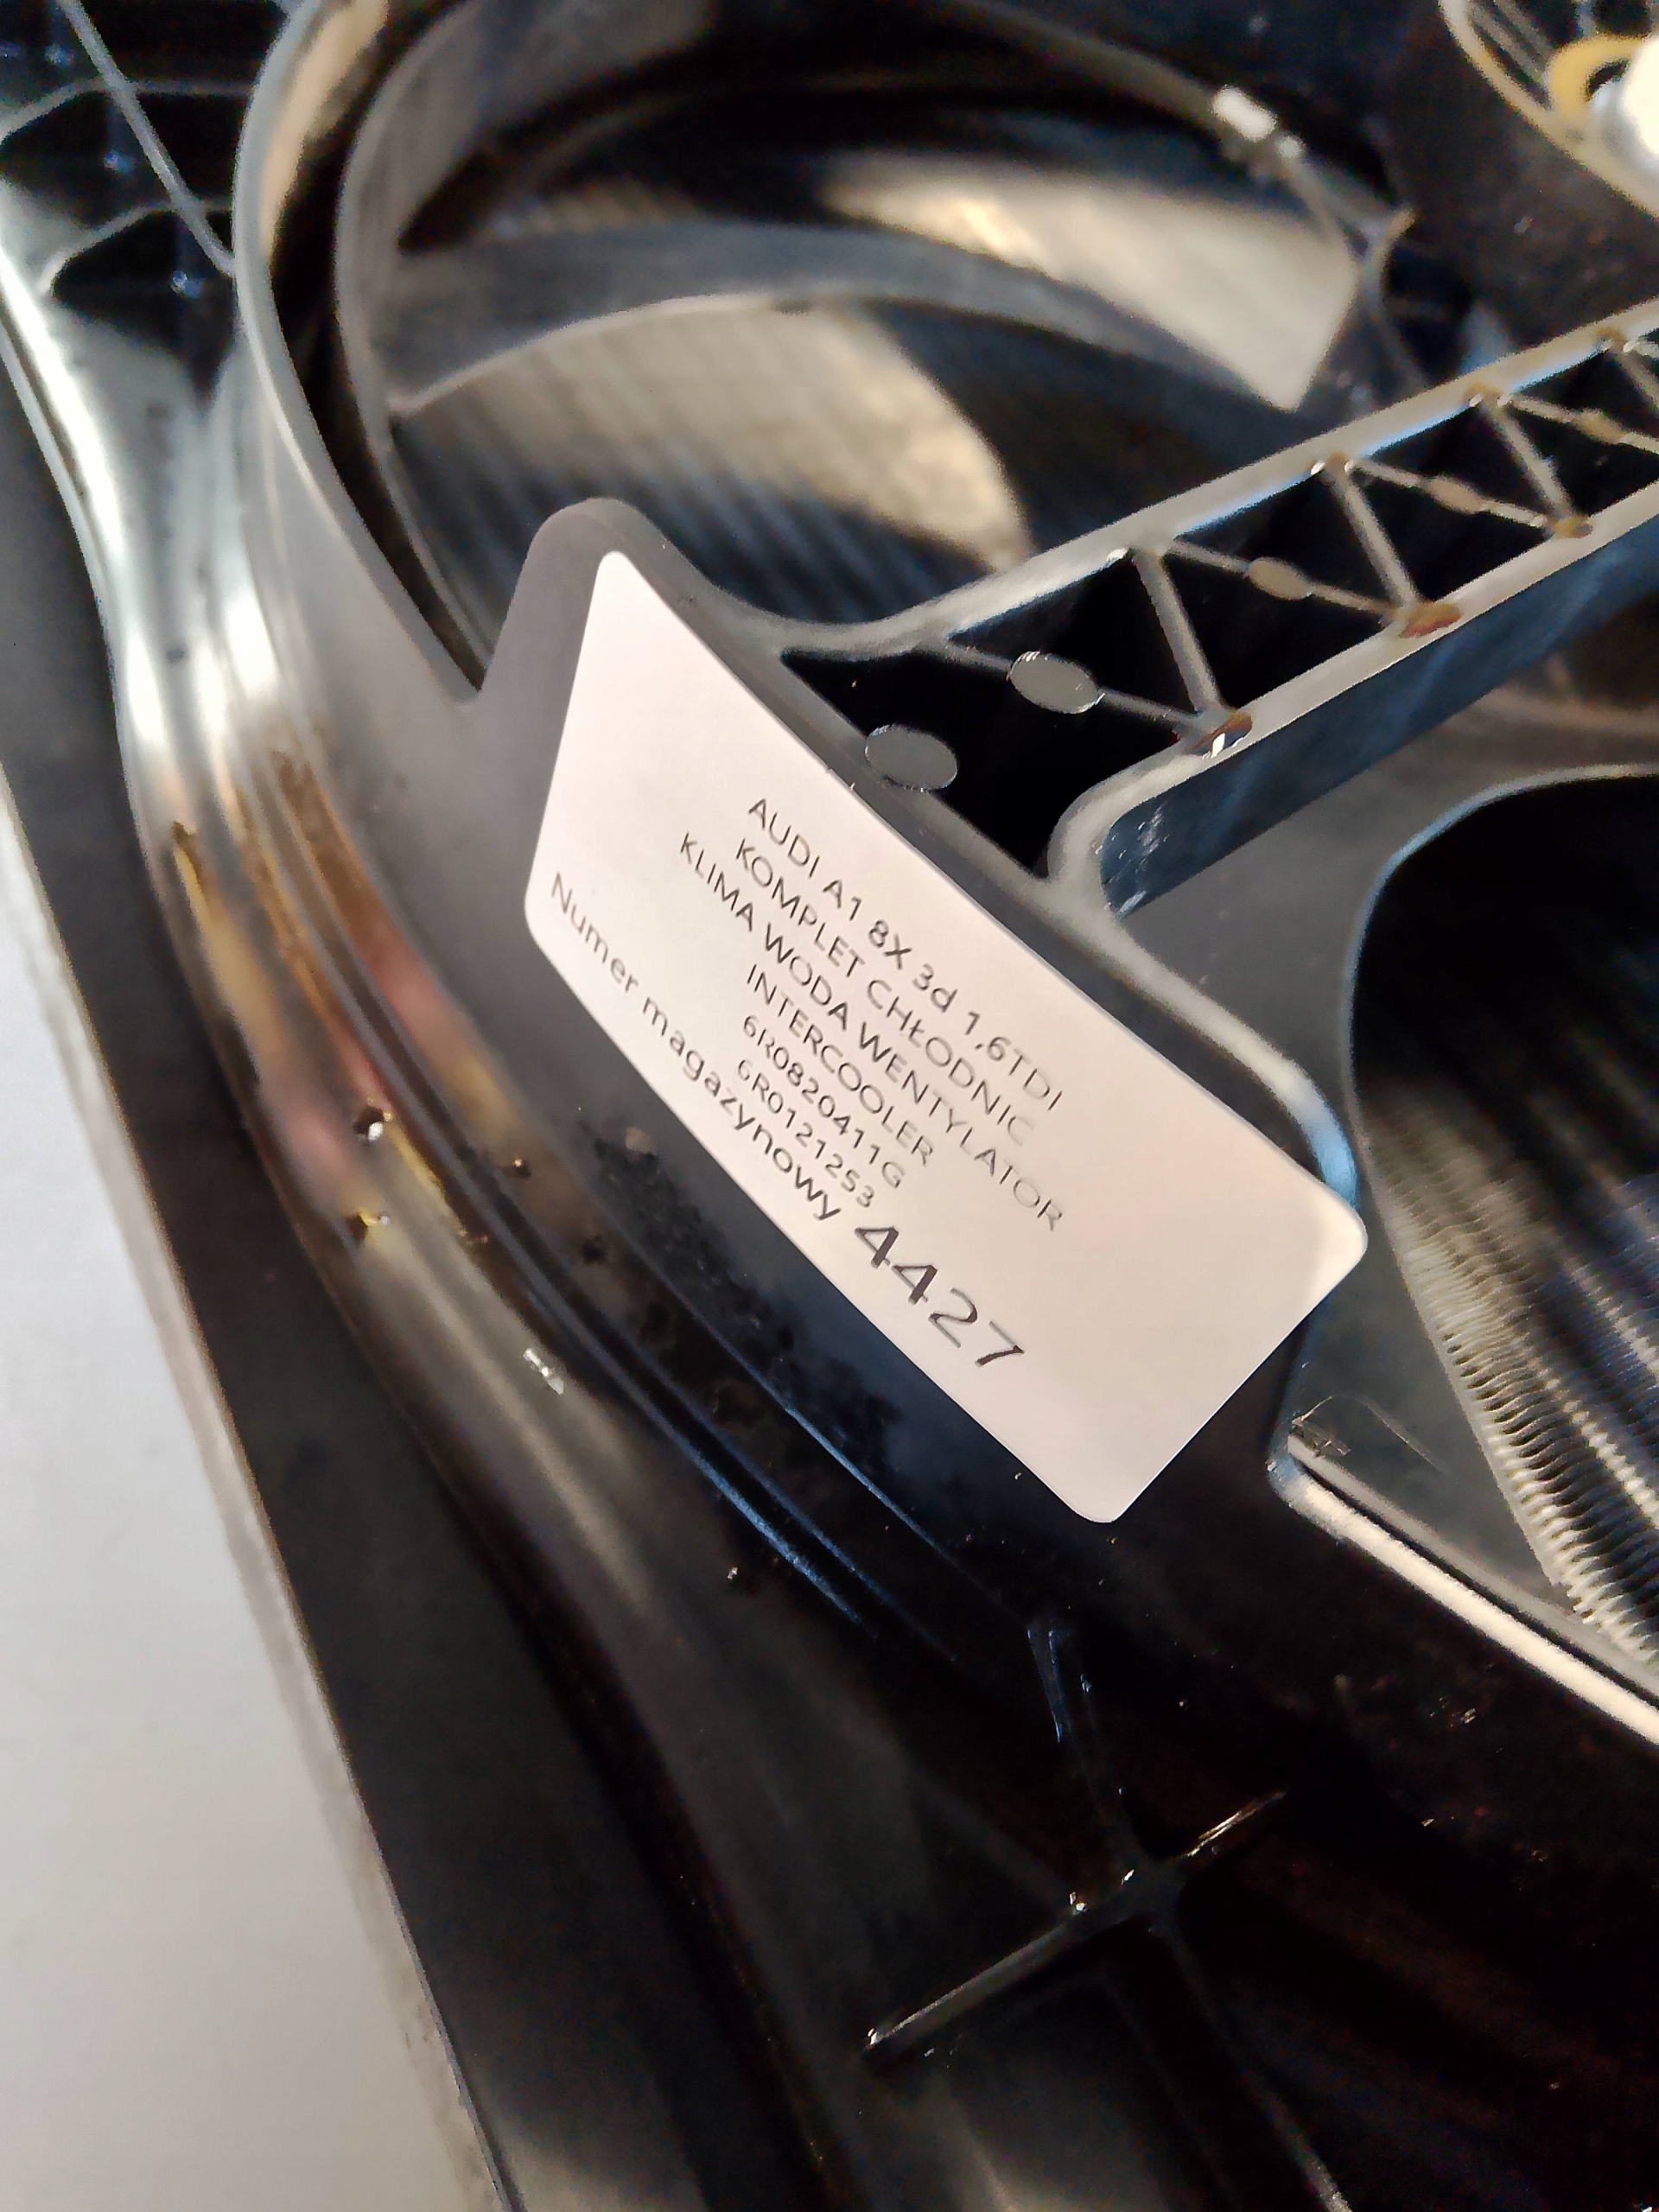 AUDI A1 8X 3d 1,6TDI
KOMPLET CHŁODNIC
KLIMA WODA WENTYLATOR
INTERCOOLER
6R0820411G
6R0121253
Numer magazynowy 4427